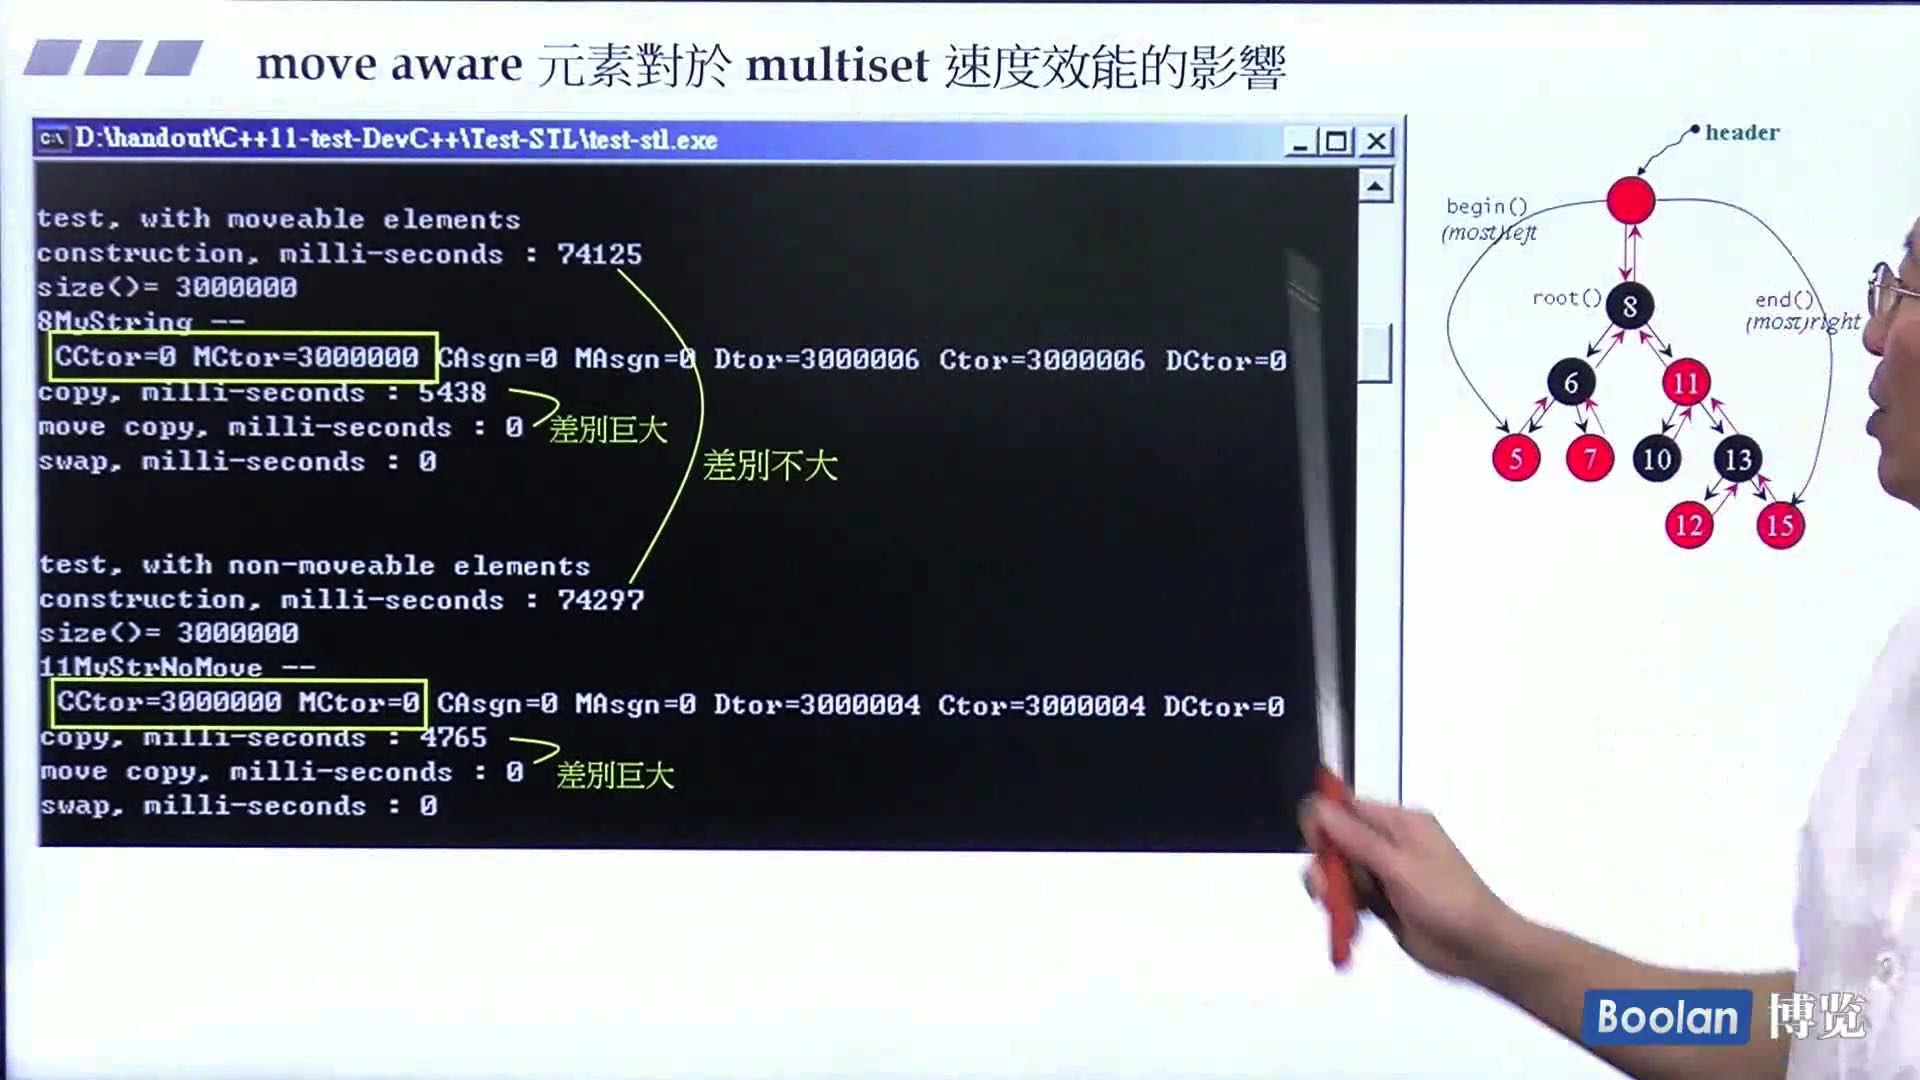 move aware 元素對於 multiset 速度效能的影響
D:\handout\C++11-test-DevC++\Test-STL\test-stl.exe
test, with moveable elements
construction, milli-seconds : 74125
size()= 3000000
8MyString --
CCtor=0 MCtor=3000000 CAsgn=0 MAsgn=0 Dtor=3000006 Ctor=3000006 DCtor=0
copy, milli-seconds : 5438
move copy, milli-seconds : 0 差別巨大
swap, milli-seconds : 0
差別不大
test, with non-moveable elements
construction, milli-seconds : 74297
size()= 3000000
11MyStrNoMove --
CCtor=3000000 MCtor=0 CAsgn=0 MAsgn=0 Dtor=3000004 Ctor=3000004 DCtor=0
copy, milli-seconds : 4765
move copy, milli-seconds : 0 差別巨大
swap, milli-seconds : 0
header
begin()
(most)left
root() 8
end()
(most)right
6 11
5 7 10 13
12 15
Boolan 博览